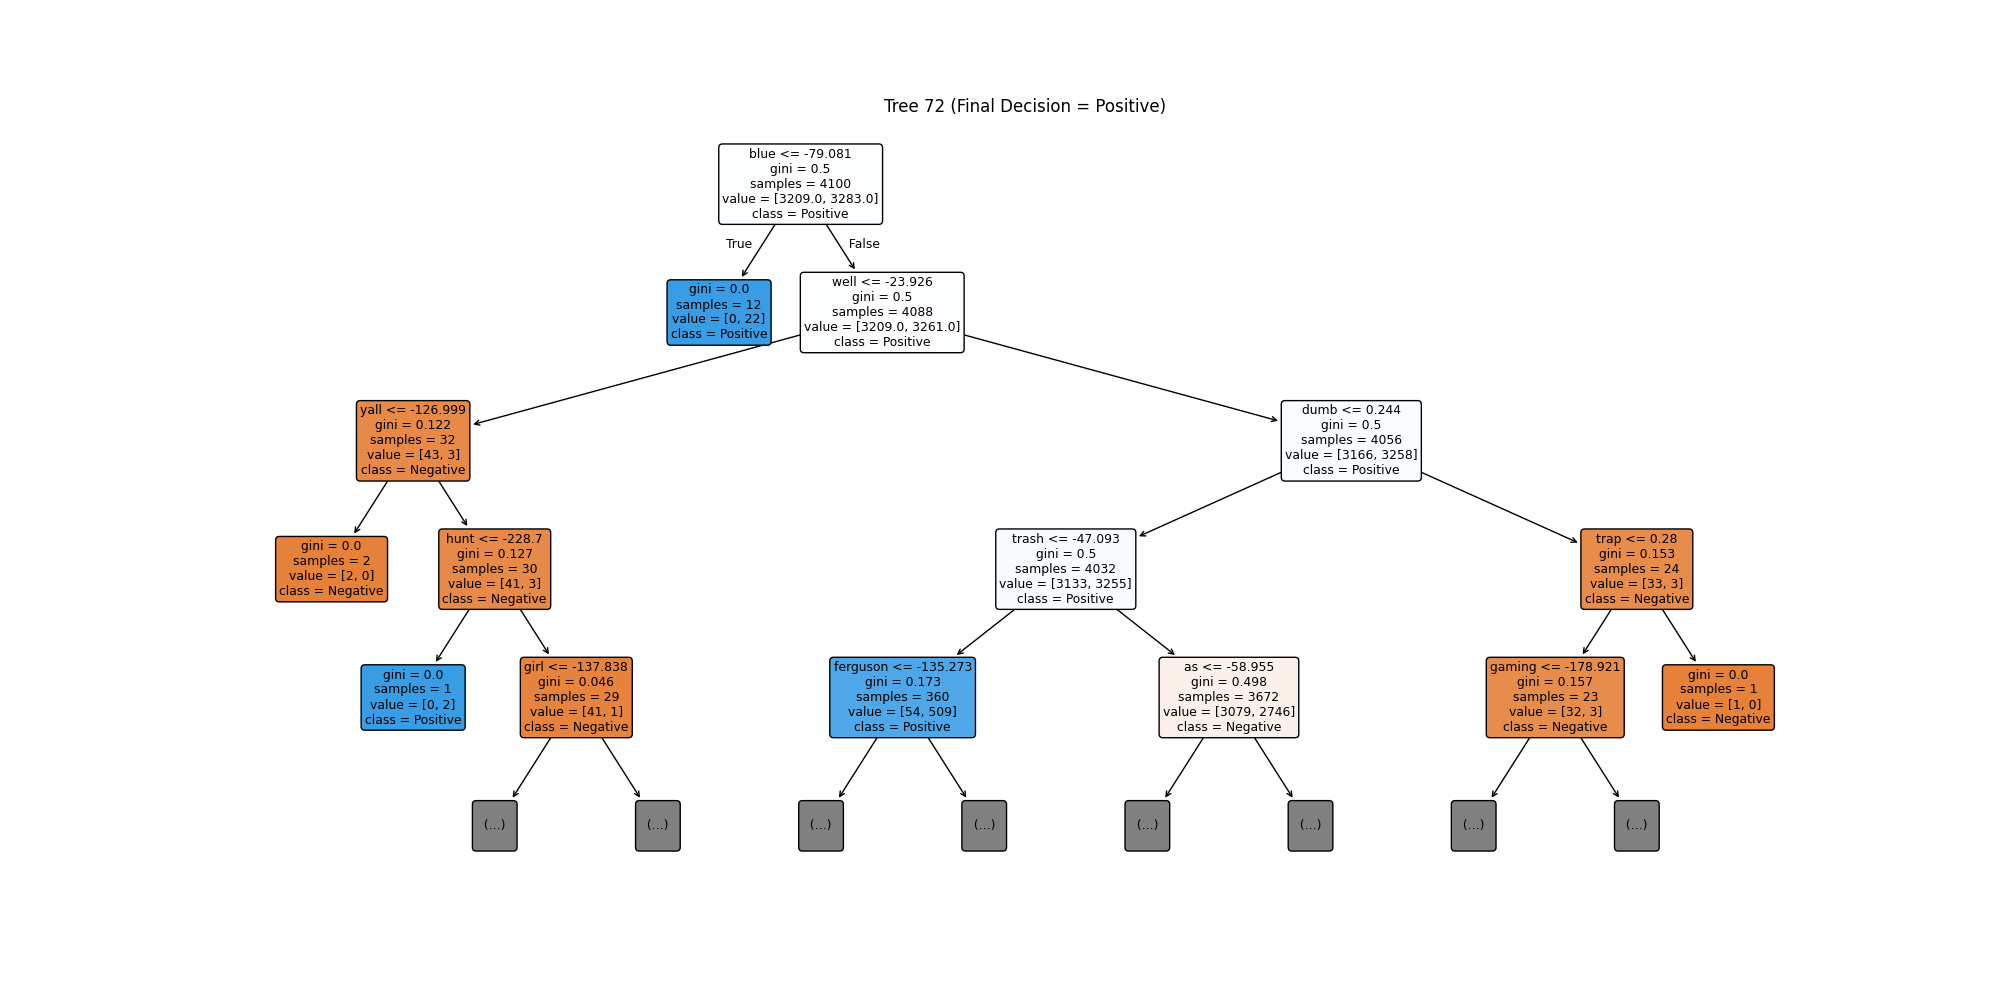 Tree 72 (Final Decision = Positive)
blue <= -79.081
gini = 0.5
samples = 4100
value = [3209.0, 3283.0]
class = Positive
True
False
gini = 0.0
samples = 12
value = [0, 22]
class = Positive
well <= -23.926
gini = 0.5
samples = 4088
value = [3209.0, 3261.0]
class = Positive
yall <= -126.999
gini = 0.122
samples = 32
value = [43, 3]
class = Negative
dumb <= 0.244
gini = 0.5
samples = 4056
value = [3166, 3258]
class = Positive
gini = 0.0
samples = 2
value = [2, 0]
class = Negative
hunt <= -228.7
gini = 0.127
samples = 30
value = [41, 3]
class = Negative
trash <= -47.093
gini = 0.5
samples = 4032
value = [3133, 3255]
class = Positive
trap <= 0.28
gini = 0.153
samples = 24
value = [33, 3]
class = Negative
gini = 0.0
samples = 1
value = [0, 2]
class = Positive
girl <= -137.838
gini = 0.046
samples = 29
value = [41, 1]
class = Negative
ferguson <= -135.273
gini = 0.173
samples = 360
value = [54, 509]
class = Positive
as <= -58.955
gini = 0.498
samples = 3672
value = [3079, 2746]
class = Negative
gaming <= -178.921
gini = 0.157
samples = 23
value = [32, 3]
class = Negative
gini = 0.0
samples = 1
value = [1, 0]
class = Negative
(...)
(...)
(...)
(...)
(...)
(...)
(...)
(...)